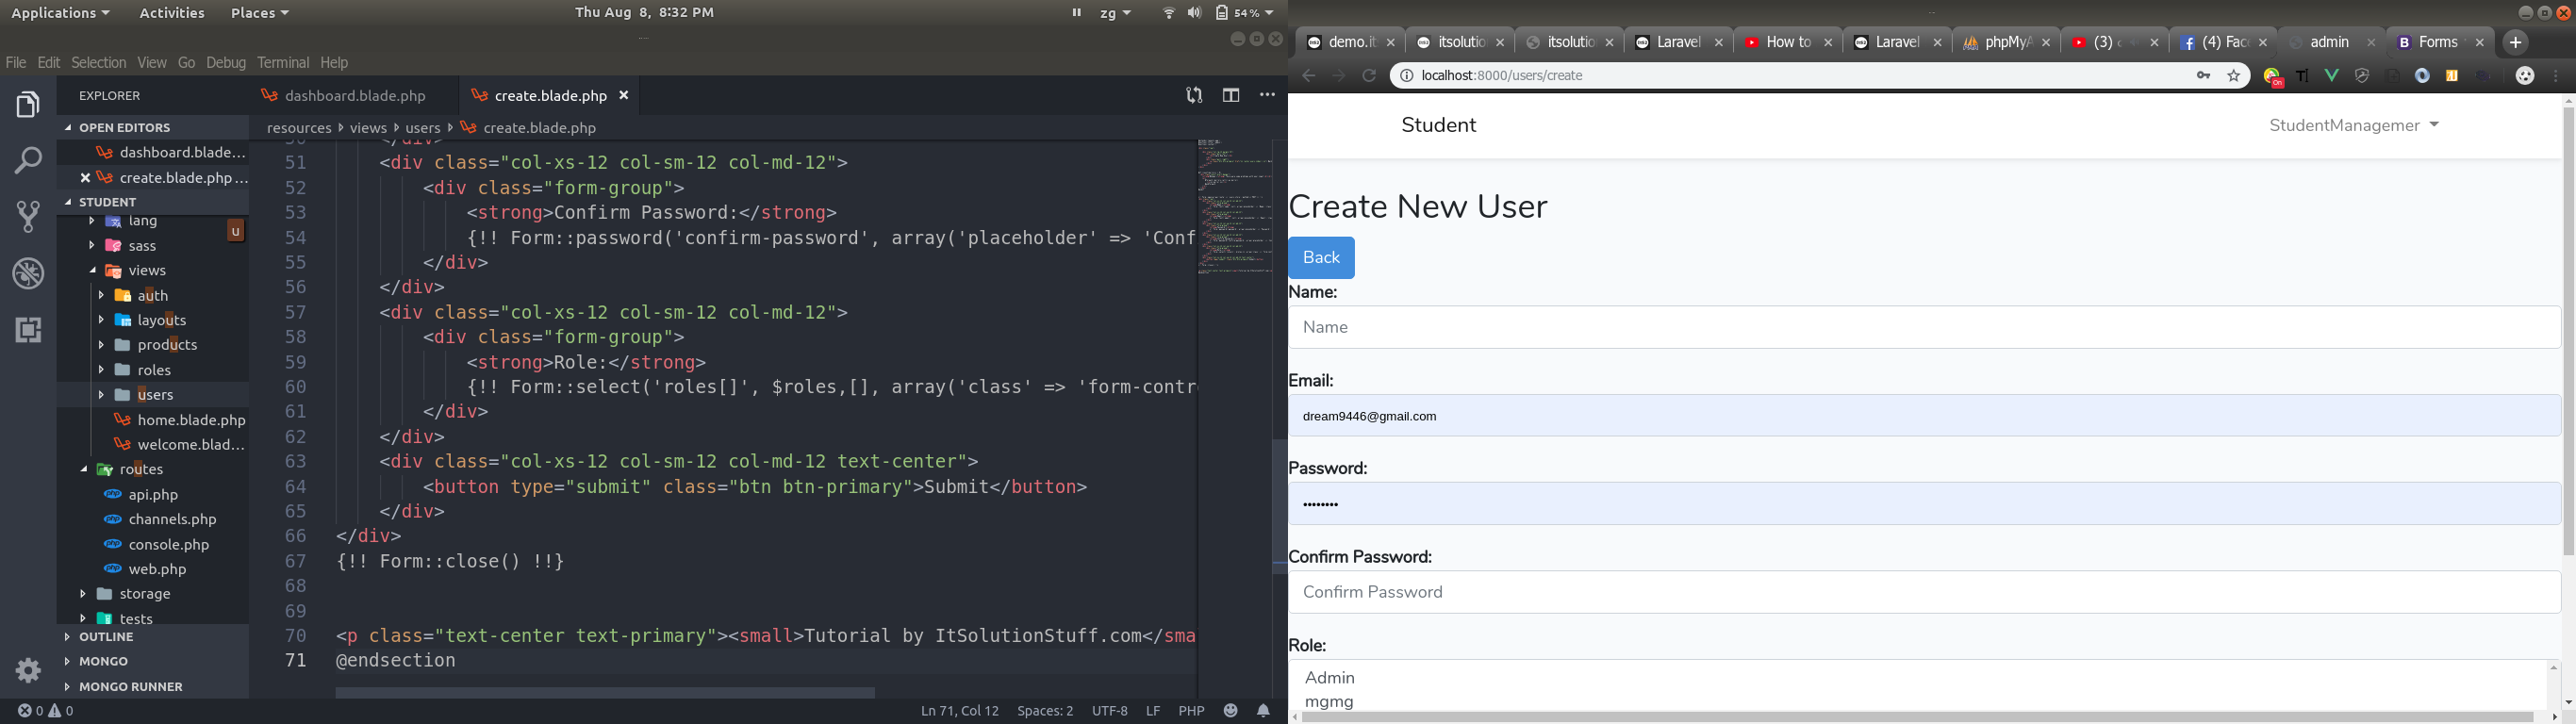 Applications Activities Places Thu Aug 8, 8:32 PM zg 54 %
File Edit Selection View Go Debug Terminal Help
EXPLORER
OPEN EDITORS
dashboard.blade...
create.blade.php ...
STUDENT
lang
u
sass
views
auth
layouts
products
roles
users
home.blade.php
welcome.blad...
routes
api.php
channels.php
console.php
web.php
storage
tests
OUTLINE
MONGO
MONGO RUNNER
dashboard.blade.php create.blade.php
resources views users create.blade.php
50 </div>
51 <div class="col-xs-12 col-sm-12 col-md-12">
52 <div class="form-group">
53 <strong>Confirm Password:</strong>
54 {!! Form::password('confirm-password', array('placeholder' => 'Conf
55 </div>
56 </div>
57 <div class="col-xs-12 col-sm-12 col-md-12">
58 <div class="form-group">
59 <strong>Role:</strong>
60 {!! Form::select('roles[]', $roles,[], array('class' => 'form-contr
61 </div>
62 </div>
63 <div class="col-xs-12 col-sm-12 col-md-12 text-center">
64 <button type="submit" class="btn btn-primary">Submit</button>
65 </div>
66 </div>
67 {!! Form::close() !!}
68
69
70 <p class="text-center text-primary"><small>Tutorial by ItSolutionStuff.com</sma
71 @endsection
0 0 Ln 71, Col 12 Spaces: 2 UTF-8 LF PHP
demo.it itsolutio itsolutio Laravel How to Laravel phpMyA (3) (4) Fac admin Forms
localhost:8000/users/create
On
Student StudentManagemer
Create New User
Back
Name:
Name
Email:
dream9446@gmail.com
Password:
••••••••
Confirm Password:
Confirm Password
Role:
Admin
mgmg